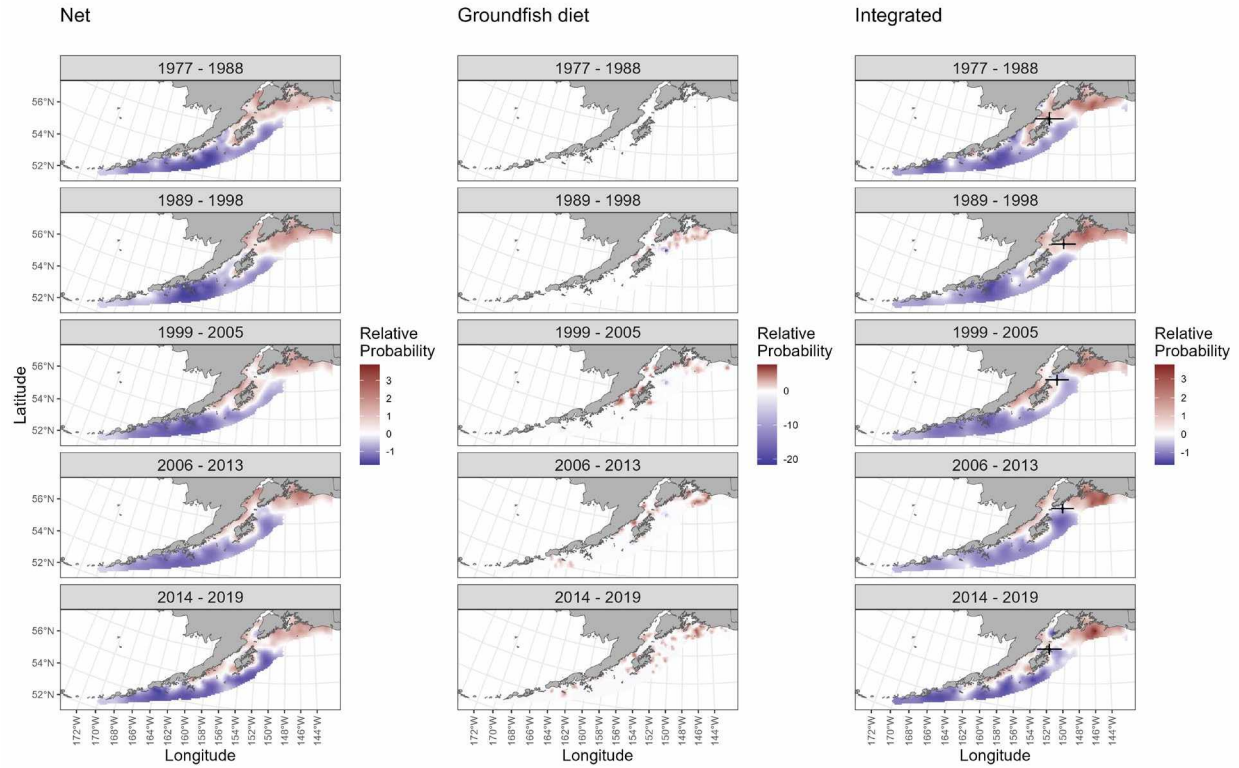 Net
Groundfish diet
Integrated
1977 - 1988
1977 - 1988
1977 - 1988
56°N
54°N
52°N
1989 - 1998
1989 - 1998
1989 - 1998
56°N
54°N
52°N
1999 - 2005
1999 - 2005
1999 - 2005
56°N
54°N
52°N
Latitude
Relative
Probability
3
2
1
0
-1
Relative
Probability
0
-10
-20
Relative
Probability
3
2
1
0
-1
2006 - 2013
2006 - 2013
2006 - 2013
56°N
54°N
52°N
2014 - 2019
2014 - 2019
2014 - 2019
56°N
54°N
52°N
172°W 170°W 168°W 166°W 164°W 162°W 160°W 158°W 156°W 154°W 152°W 150°W 148°W 146°W 144°W
172°W 170°W 168°W 166°W 164°W 162°W 160°W 158°W 156°W 154°W 152°W 150°W 148°W 146°W 144°W
172°W 170°W 168°W 166°W 164°W 162°W 160°W 158°W 156°W 154°W 152°W 150°W 148°W 146°W 144°W
Longitude
Longitude
Longitude